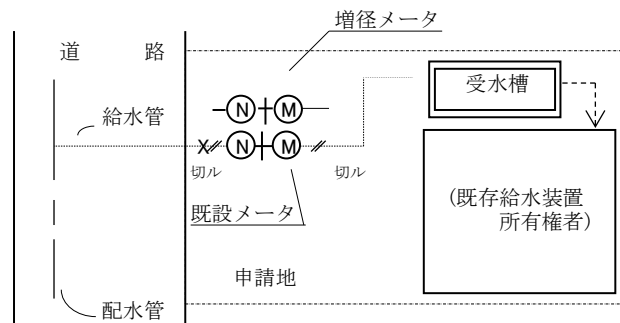 増径メータ
道 路
受水槽
N M
給水管
X N M
切ル 切ル
既設メータ
(既存給水装置
所有権者)
申請地
配水管